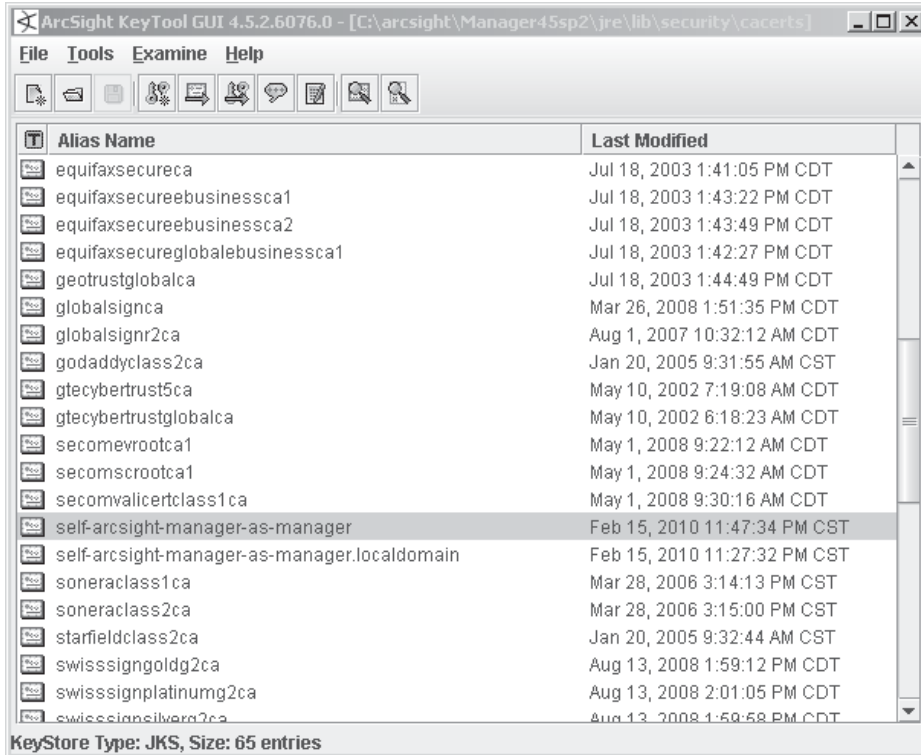 ArcSight KeyTool GUI 4.5.2.6076.0 - [C:\arcsight\Manager45sp2\jre\lib\security\cacerts]
File Tools Examine Help
T Alias Name Last Modified
equifaxsecureca Jul 18, 2003 1:41:05 PM CDT
equifaxsecureebusinessca1 Jul 18, 2003 1:43:22 PM CDT
equifaxsecureebusinessca2 Jul 18, 2003 1:43:49 PM CDT
equifaxsecureglobalebusinessca1 Jul 18, 2003 1:42:27 PM CDT
geotrustglobalca Jul 18, 2003 1:44:49 PM CDT
globalsignca Mar 26, 2008 1:51:35 PM CDT
globalsignr2ca Aug 1, 2007 10:32:12 AM CDT
godaddyclass2ca Jan 20, 2005 9:31:55 AM CST
gtecybertrust5ca May 10, 2002 7:19:08 AM CDT
gtecybertrustglobalca May 10, 2002 6:18:23 AM CDT
secomevrootca1 May 1, 2008 9:22:12 AM CDT
secomscrootca1 May 1, 2008 9:24:32 AM CDT
secomvalicertclass1ca May 1, 2008 9:30:16 AM CDT
self-arcsight-manager-as-manager Feb 15, 2010 11:47:34 PM CST
self-arcsight-manager-as-manager.localdomain Feb 15, 2010 11:27:32 PM CST
soneraclass1ca Mar 28, 2006 3:14:13 PM CST
soneraclass2ca Mar 28, 2006 3:15:00 PM CST
starfieldclass2ca Jan 20, 2005 9:32:44 AM CST
swisssigngoldg2ca Aug 13, 2008 1:59:12 PM CDT
swisssignplatinumg2ca Aug 13, 2008 2:01:05 PM CDT
swisssignsilverg2ca Aug 13, 2008 1:59:58 PM CDT
KeyStore Type: JKS, Size: 65 entries